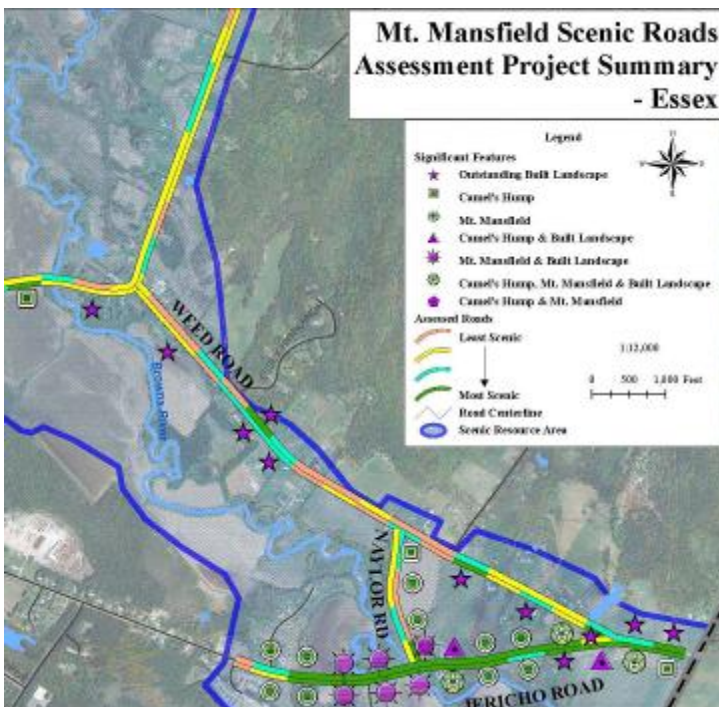 Mt. Mansfield Scenic Roads
Assessment Project Summary
- Essex
Legend
Significant Features
Outstanding Built Landscape
Camel's Hump
Mt. Mansfield
Camel's Hump & Built Landscape
Mt. Mansfield & Built Landscape
Camel's Hump, Mt. Mansfield & Built Landscape
Camel's Hump & Mt. Mansfield
Assessed Roads
Least Scenic
1:12,000
0 500 1,000 Feet
Most Scenic
Road Centerline
Scenic Resource Area
WEED ROAD
Browns River
NAYLOR RD
JERICHO ROAD